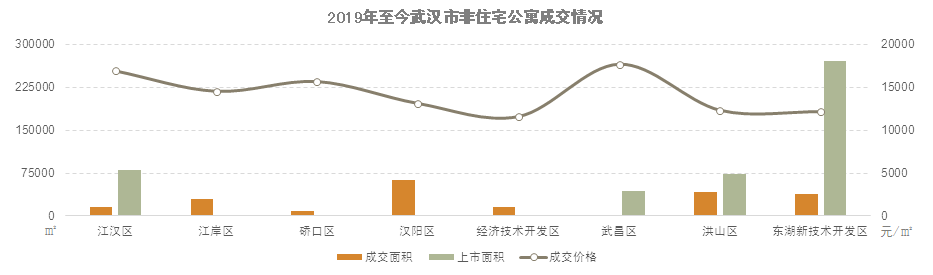 2019年至今武汉市非住宅公寓成交情况
300000 20000
225000 15000
150000 10000
75000 5000
0 0
㎡ 江汉区 江岸区 硚口区 汉阳区 经济技术开发区 武昌区 洪山区 东湖新技术开发区 元/㎡
成交面积 上市面积 成交价格